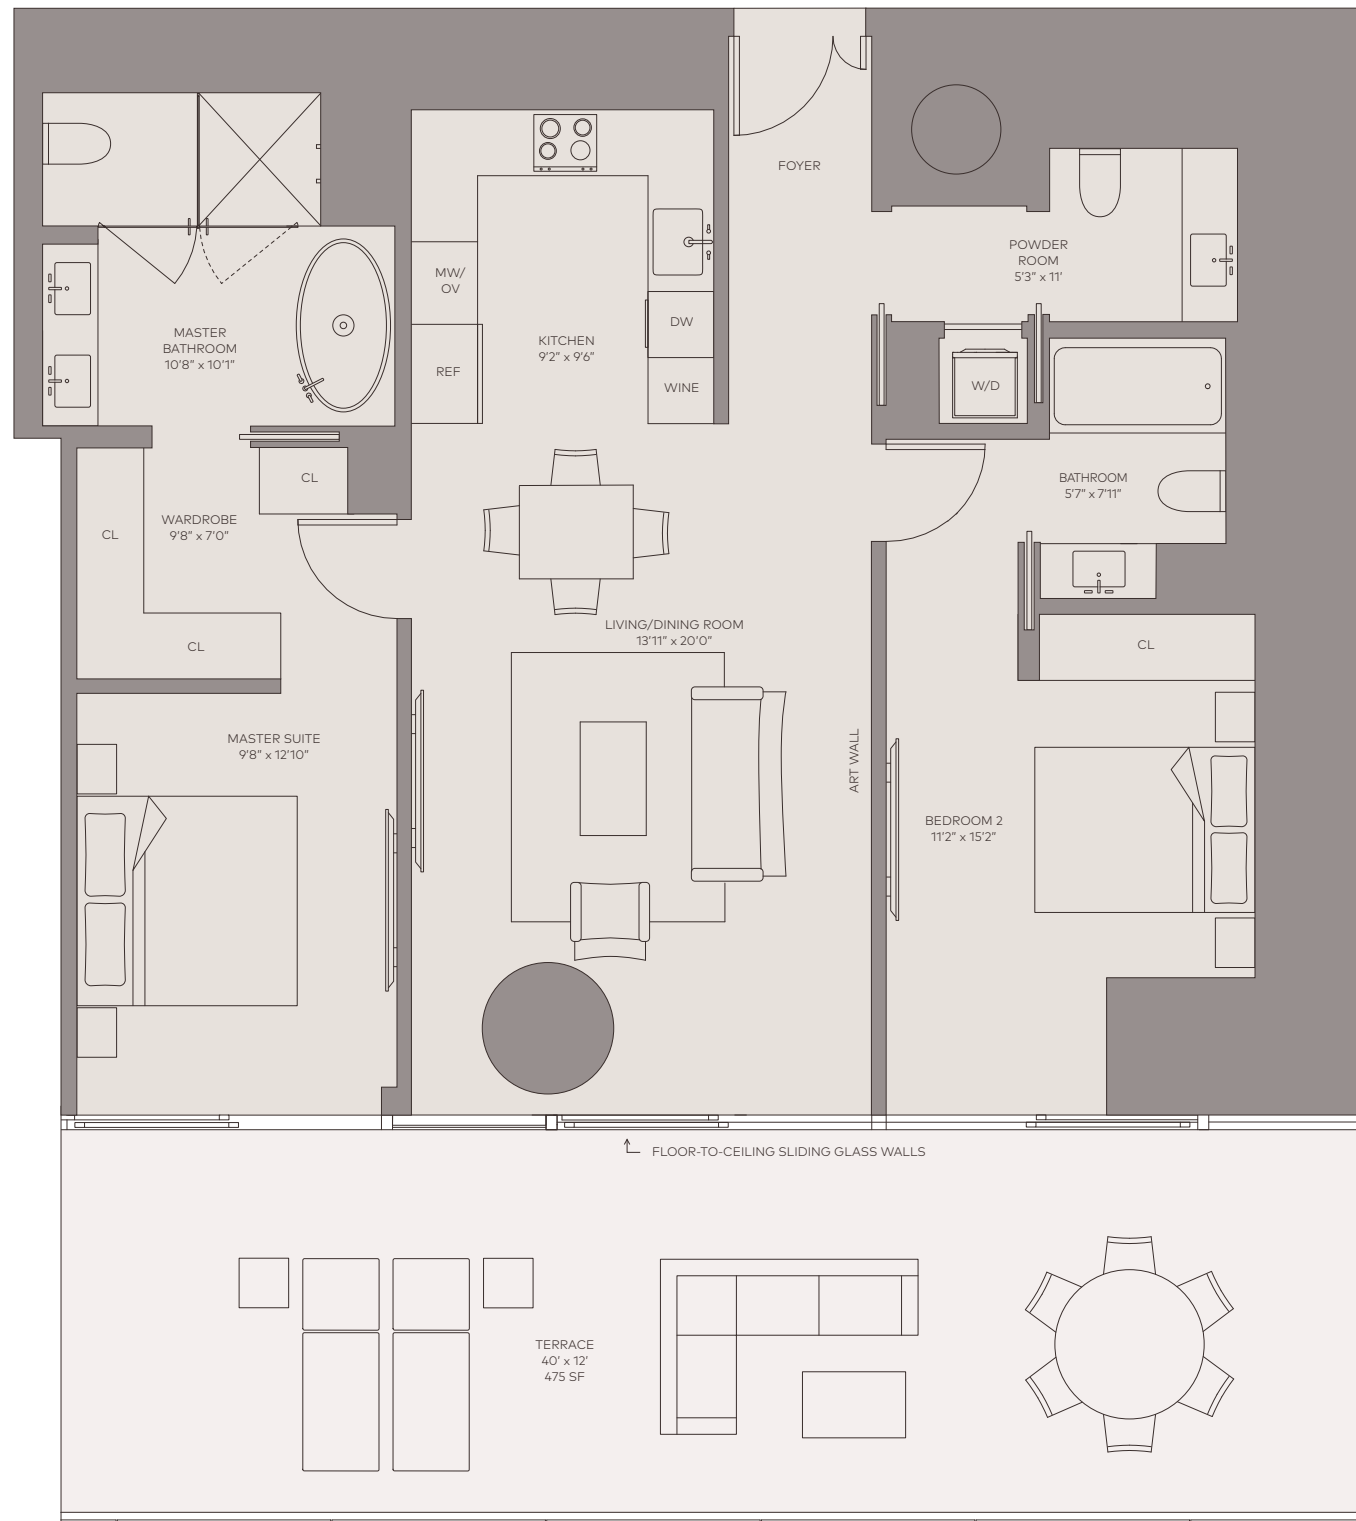 FOYER
POWDER
ROOM
5'3" x 11'
MW/
OV
DW
MASTER
BATHROOM
10'8" x 10'1"
KITCHEN
9'2" x 9'6"
REF
WINE
W/D
CL
BATHROOM
5'7" x 7'11"
WARDROBE
9'8" x 7'0"
CL
LIVING/DINING ROOM
13'11" x 20'0"
CL
CL
MASTER SUITE
9'8" x 12'10"
ART WALL
BEDROOM 2
11'2" x 15'2"
FLOOR-TO-CEILING SLIDING GLASS WALLS
TERRACE
40' x 12'
475 SF